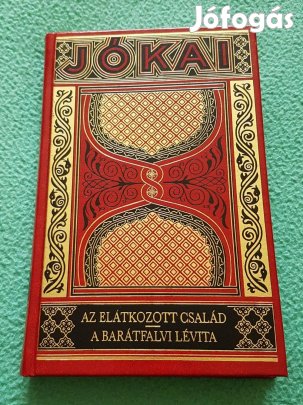 Jófogás
JÓKAI
AZ ELÁTKOZOTT CSALÁD
A BARÁTFALVI LÉVITA